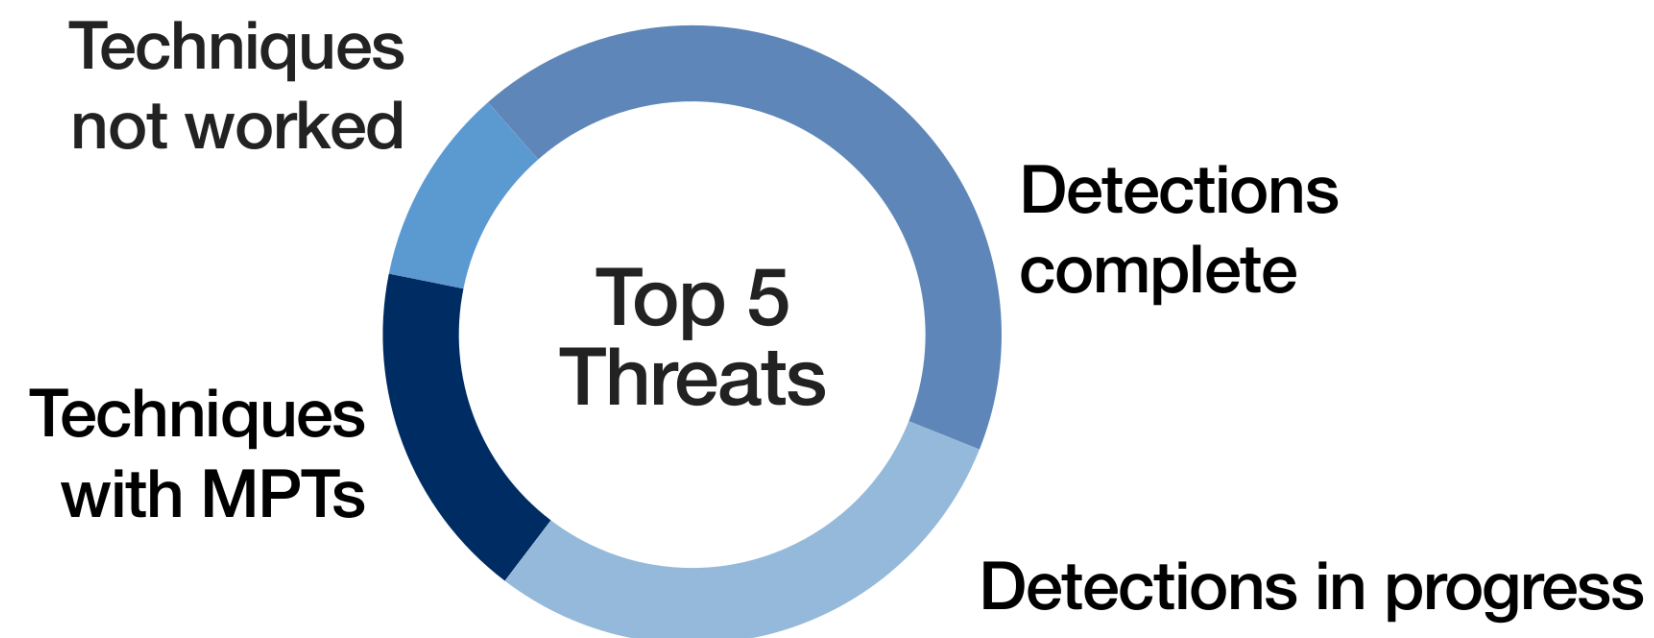 Techniques
not worked
Detections
complete
Top 5
Threats
Techniques
with MPTs
Detections in progress